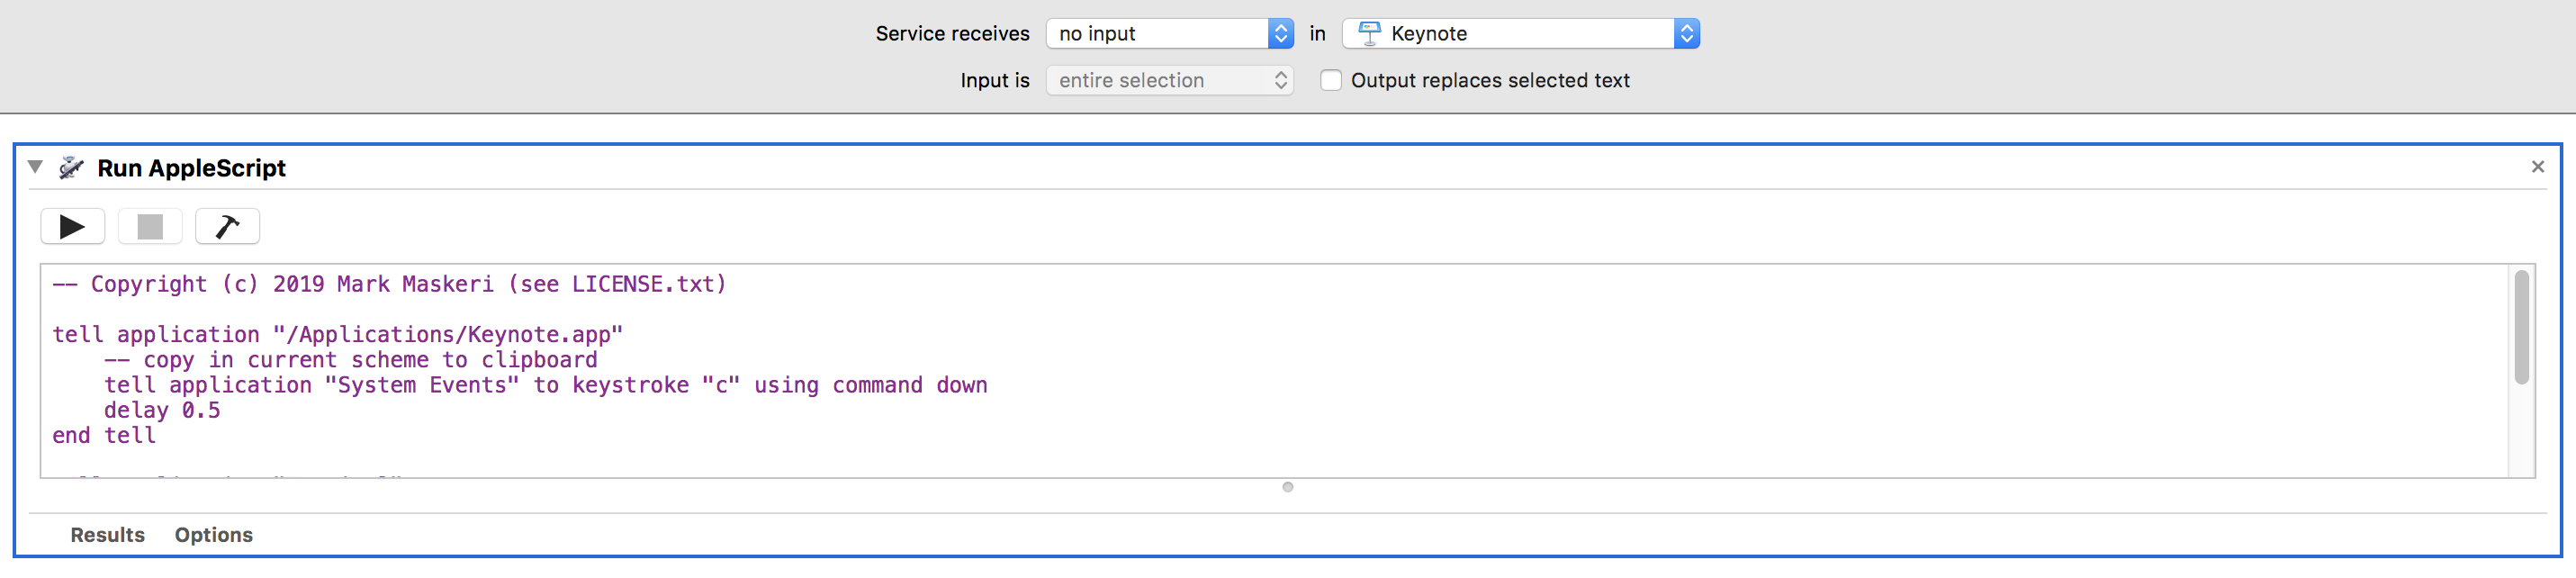 Service receives no input in Keynote
Input is entire selection Output replaces selected text
Run AppleScript
-- Copyright (c) 2019 Mark Maskeri (see LICENSE.txt)
tell application "/Applications/Keynote.app"
-- copy in current scheme to clipboard
tell application "System Events" to keystroke "c" using command down
delay 0.5
end tell
Results Options